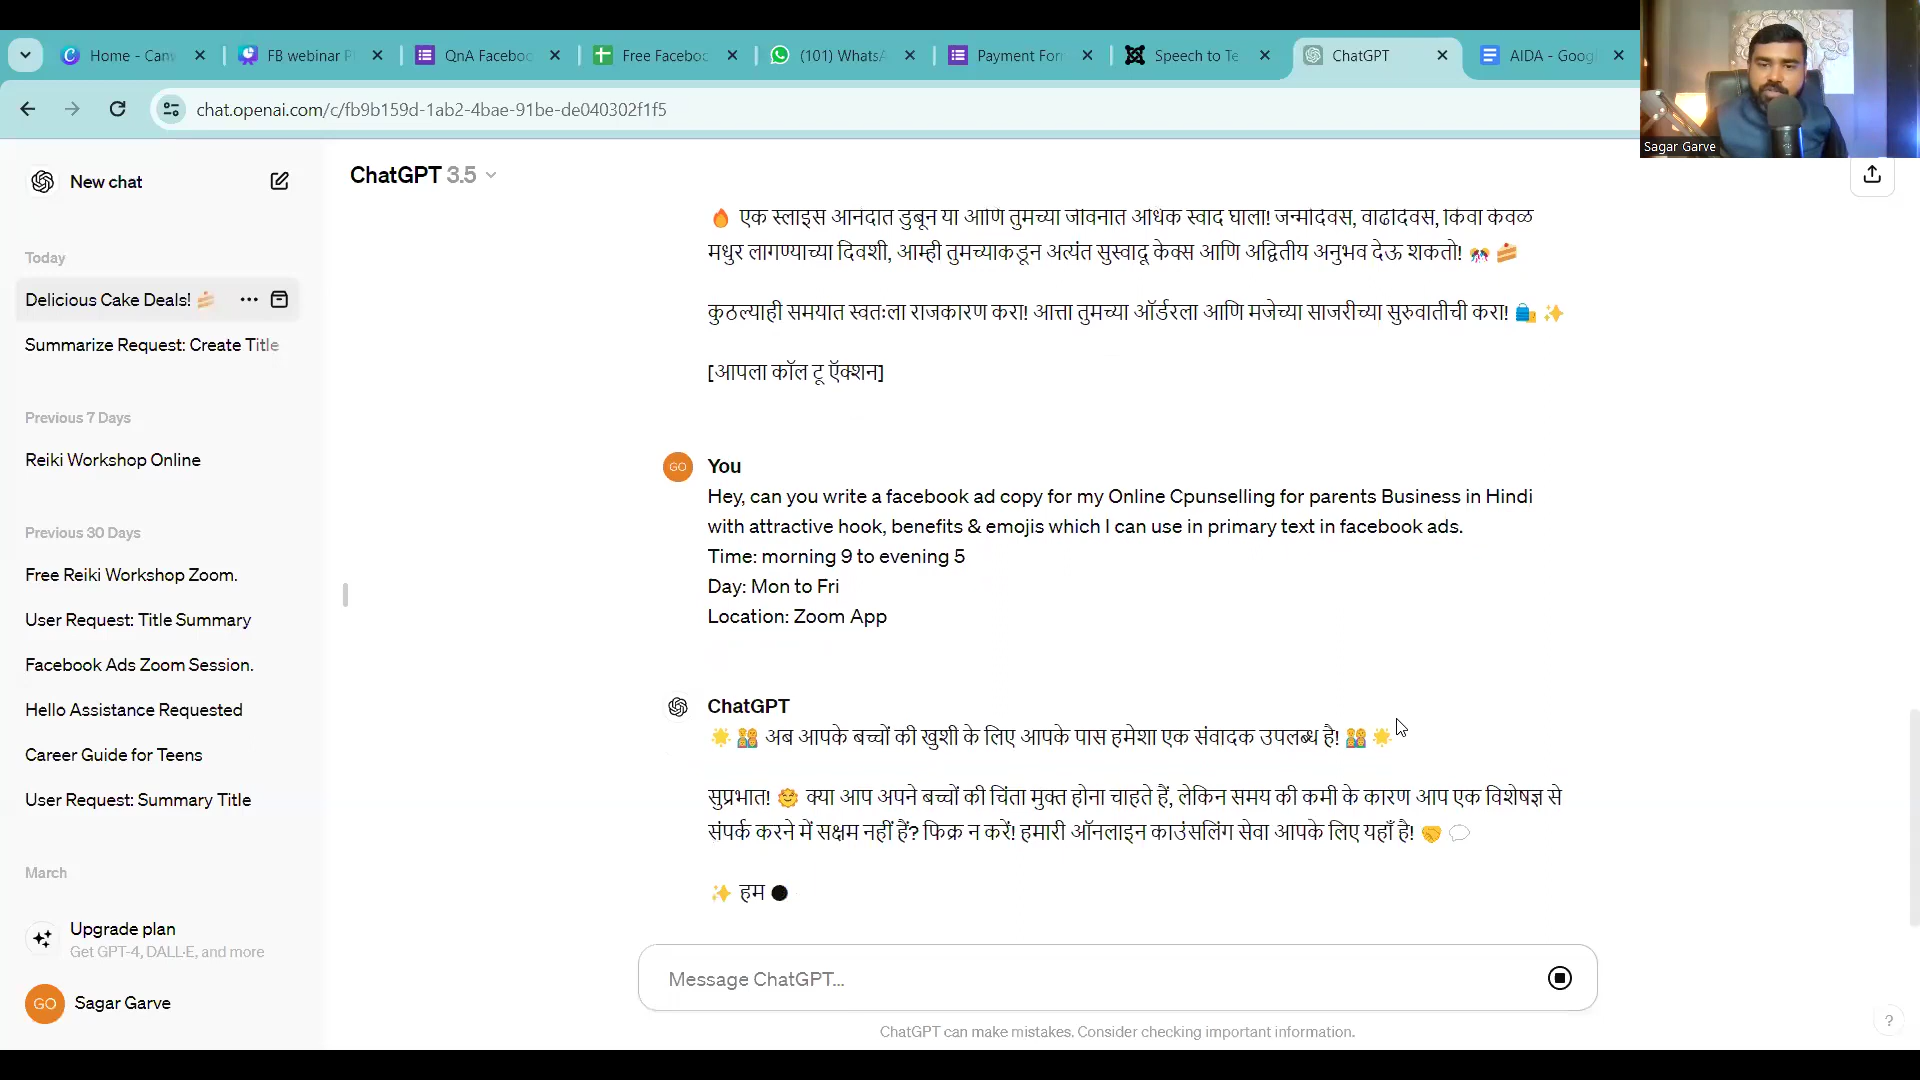 Home - Canv
FB webinar P
QnA Faceboo
Free Faceboo
(101) WhatsA
Payment For
Speech to Te
ChatGPT
AIDA - Goog
chat.openai.com/c/fb9b159d-1ab2-4bae-91be-de040302f1f5
Sagar Garve
New chat
Today
Delicious Cake Deals! 🍰
Summarize Request: Create Title
Previous 7 Days
Reiki Workshop Online
Previous 30 Days
Free Reiki Workshop Zoom.
User Request: Title Summary
Facebook Ads Zoom Session.
Hello Assistance Requested
Career Guide for Teens
User Request: Summary Title
March
Upgrade plan
Get GPT-4, DALL·E, and more
GO
Sagar Garve
ChatGPT 3.5
🔥 एक स्लाइस आनंदात डुबून या आणि तुमच्या जीवनात अधिक स्वाद घाला! जन्मदिवस, वाढदिवस, किंवा केवळ
मधुर लागण्याच्या दिवशी, आम्ही तुमच्याकडून अत्यंत सुस्वादू केक्स आणि अद्वितीय अनुभव देऊ शकतो! 🎊 🍰
कुठल्याही समयात स्वतःला राजकारण करा! आत्ता तुमच्या ऑर्डरला आणि मजेच्या साजरीच्या सुरुवातीची करा! 🛍️ ✨
[आपला कॉल टू ऍक्शन]
GO
You
Hey, can you write a facebook ad copy for my Online Cpunselling for parents Business in Hindi
with attractive hook, benefits & emojis which I can use in primary text in facebook ads.
Time: morning 9 to evening 5
Day: Mon to Fri
Location: Zoom App
ChatGPT
🌟 👫 अब आपके बच्चों की खुशी के लिए आपके पास हमेशा एक संवादक उपलब्ध है! 👫 🌟
सुप्रभात! 🌞 क्या आप अपने बच्चों की चिंता मुक्त होना चाहते हैं, लेकिन समय की कमी के कारण आप एक विशेषज्ञ से
संपर्क करने में सक्षम नहीं हैं? फिक्र न करें! हमारी ऑनलाइन काउंसलिंग सेवा आपके लिए यहाँ है! 🤝 💬
✨ हम
Message ChatGPT...
ChatGPT can make mistakes. Consider checking important information.
?